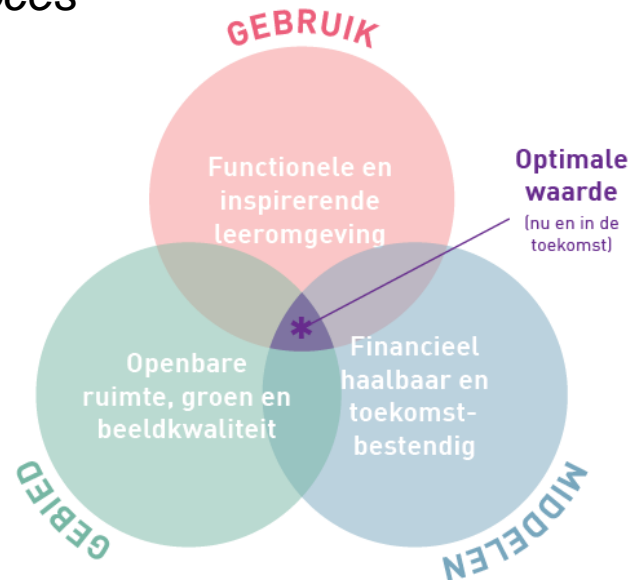 GEBRUIK
Functionele en
inspirerende
leeromgeving
Optimale
waarde
(nu en in de
toekomst)
*
Openbare
ruimte, groen en
beeldkwaliteit
Financieel
haalbaar en
toekomst-
bestendig
GEBIED
MIDDELEN